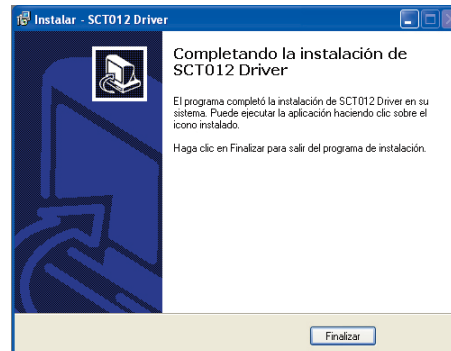 Instalar - SCT012 Driver
Completando la instalación de
SCT012 Driver
El programa completó la instalación de SCT012 Driver en su
sistema. Puede ejecutar la aplicación haciendo clic sobre el
icono instalado.
Haga clic en Finalizar para salir del programa de instalación.
Finalizar